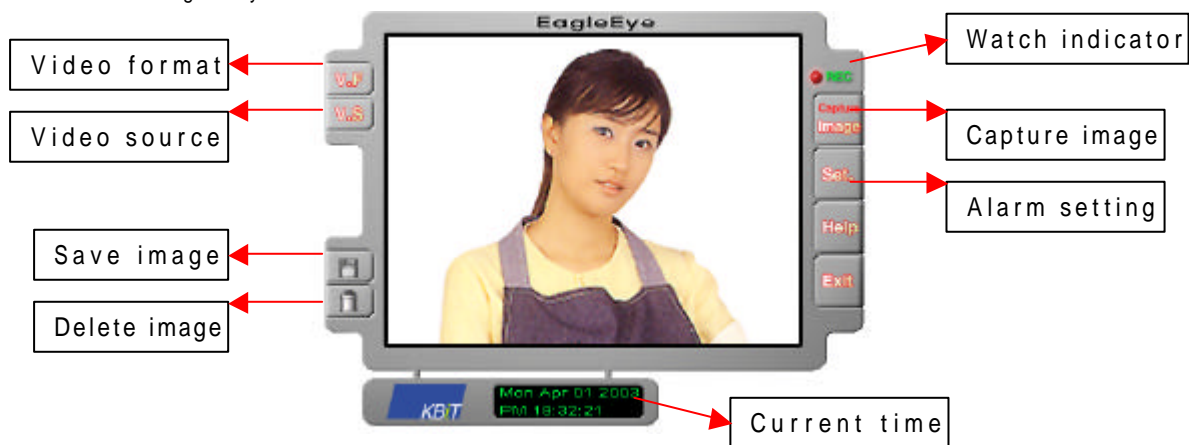 EagleEye
Video format
V.F
Video source
V.S
Watch indicator
REC
Capture
Image
Capture image
Set.
Alarm setting
Help
Exit
Save image
Delete image
KBiT
Mon Apr 01 2003
PM 18:32:21
Current time